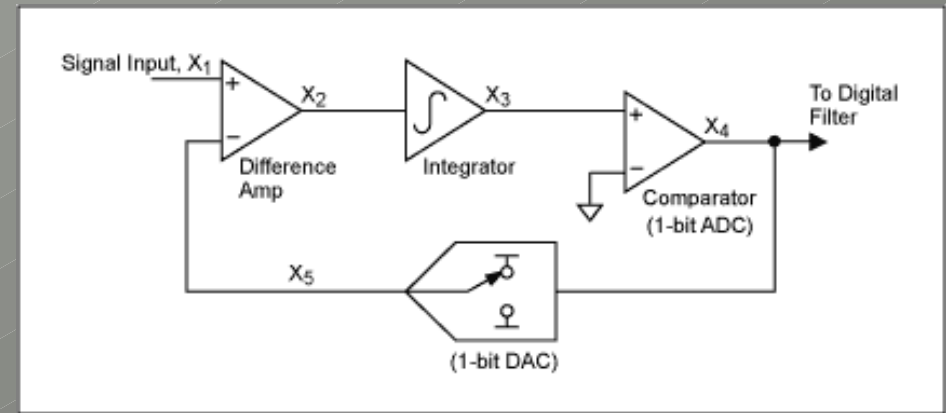 Signal Input, X1
X2
X3
X4
To Digital
Filter
+
−
Difference
Amp
Integrator
+
−
Comparator
(1-bit ADC)
X5
(1-bit DAC)